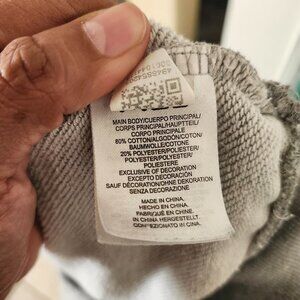 MAIN BODY/CUERPO PRINCIPAL/
CORPS PRINCIPAL/HAUPTTEIL/
CORPO PRINCIPALE
80% COTTON/ALGODÓN/COTON/
BAUMWOLLE/COTONE
20% POLYESTER/POLIÉSTER/
POLYESTER/POLYESTER/
POLIESTERE
EXCLUSIVE OF DECORATION
EXCEPTO DECORACIÓN
SAUF DÉCORATION/OHNE DEKORATION
SENZA DECORAZIONE
MADE IN CHINA,
HECHO EN CHINA,
FABRIQUÉ EN CHINE,
IN CHINA HERGESTELLT,
CONFEZIONATO IN CINA.